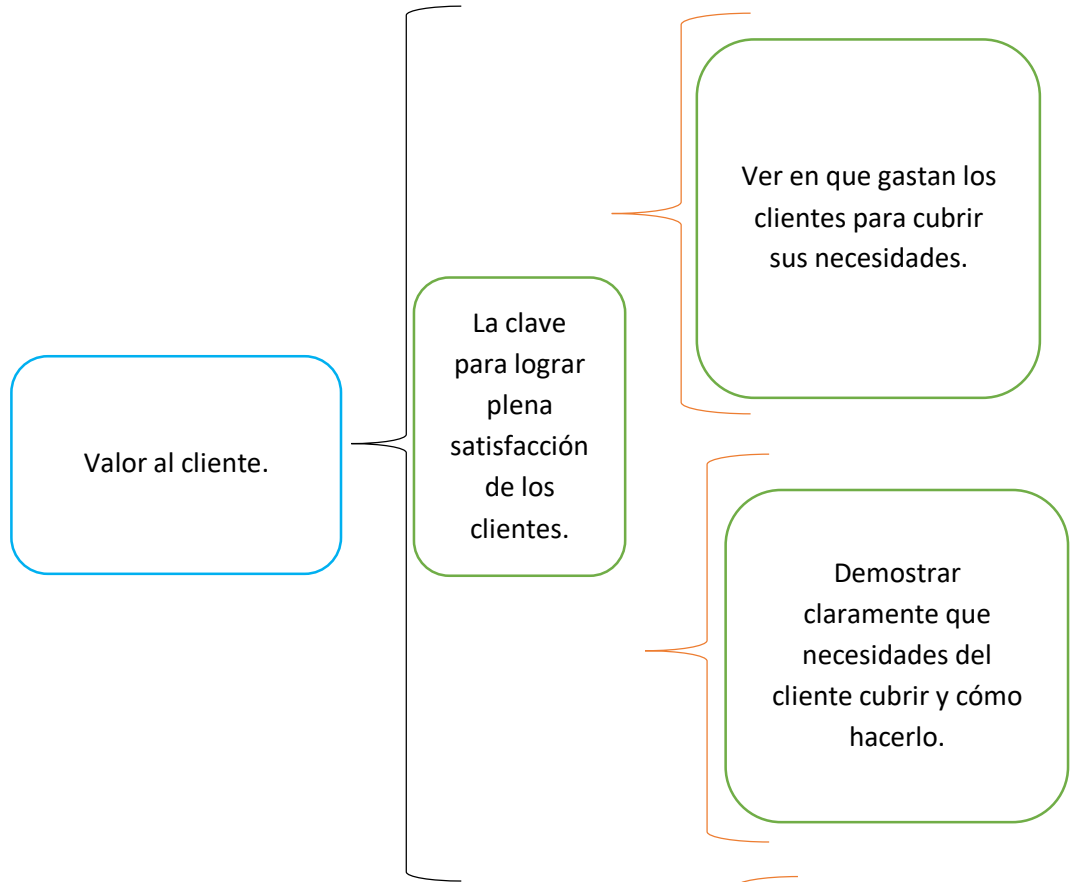 Valor al cliente.
La clave
para lograr
plena
satisfacción
de los
clientes.
Ver en que gastan los
clientes para cubrir
sus necesidades.
Demostrar
claramente que
necesidades del
cliente cubrir y cómo
hacerlo.